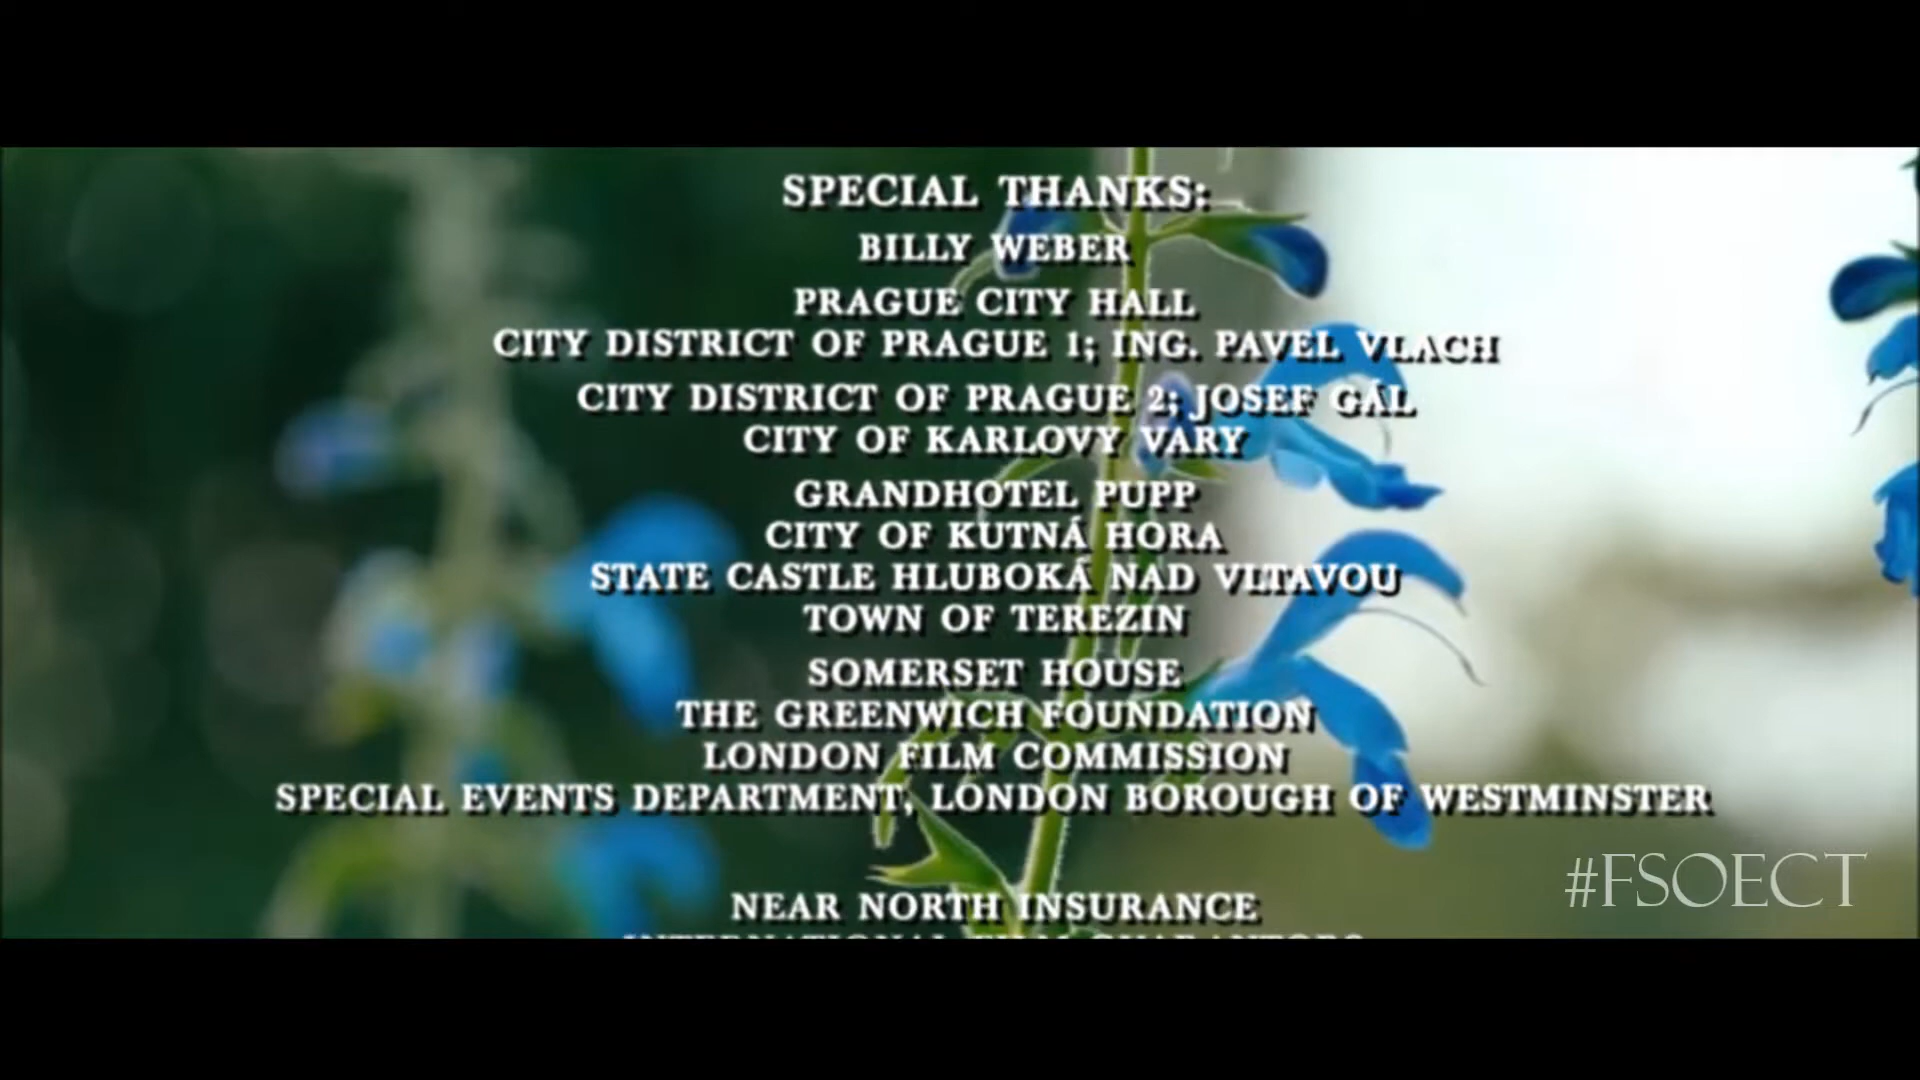 SPECIAL THANKS:
BILLY WEBER
PRAGUE CITY HALL
CITY DISTRICT OF PRAGUE 1; ING. PAVEL VLACH
CITY DISTRICT OF PRAGUE 2; JOSEF GÁL
CITY OF KARLOVY VARY
GRANDHOTEL PUPP
CITY OF KUTNÁ HORA
STATE CASTLE HLUBOKÁ NAD VLTAVOU
TOWN OF TEREZIN
SOMERSET HOUSE
THE GREENWICH FOUNDATION
LONDON FILM COMMISSION
SPECIAL EVENTS DEPARTMENT, LONDON BOROUGH OF WESTMINSTER
#FSOECT
NEAR NORTH INSURANCE